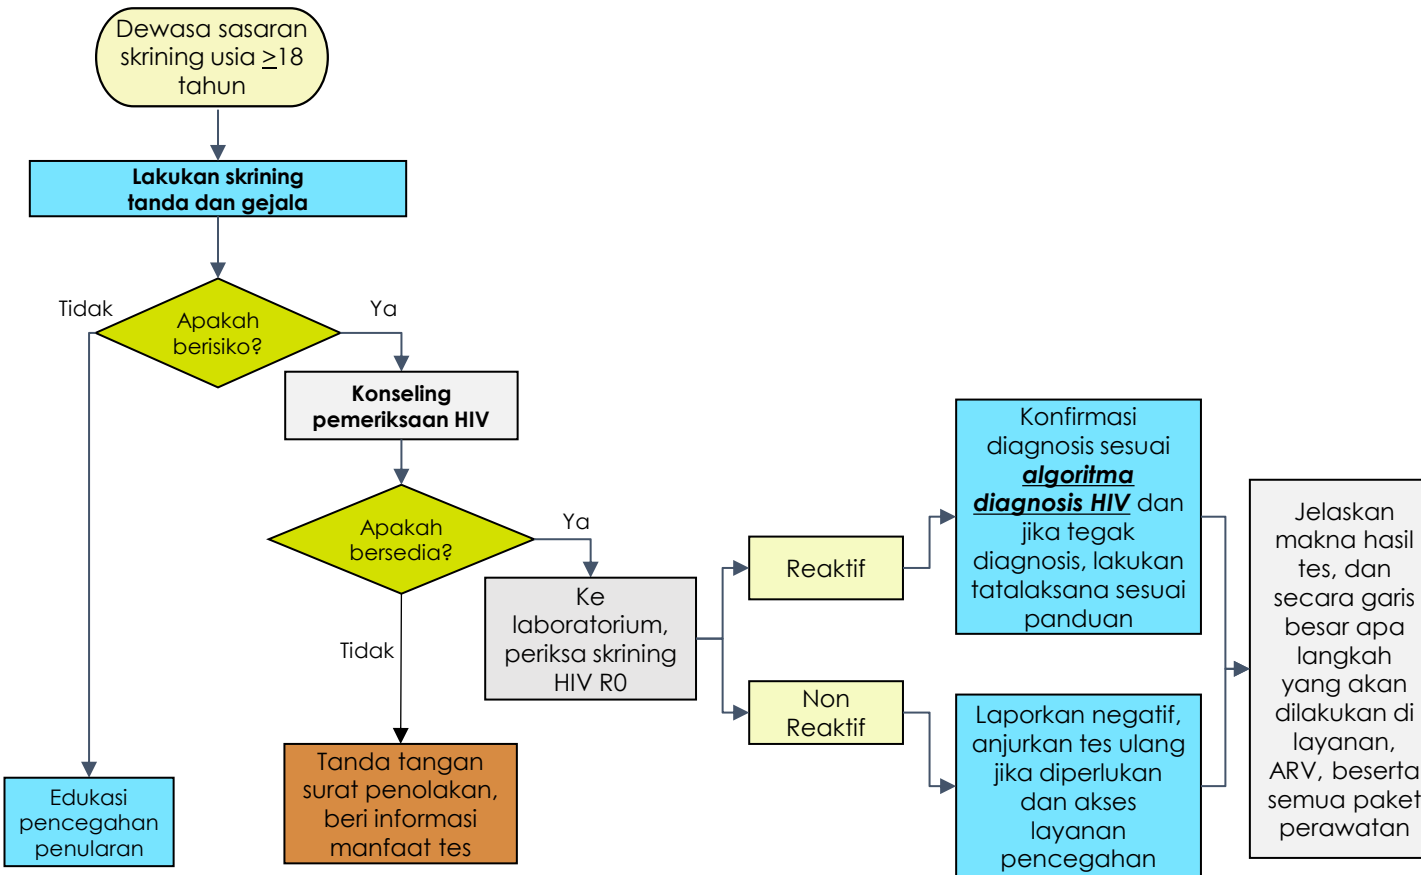 Dewasa sasaran
skrining usia ≥18
tahun
Lakukan skrining
tanda dan gejala
Tidak
Apakah
berisiko?
Ya
Konseling
pemeriksaan HIV
Apakah
bersedia?
Ya
Tidak
Ke
laboratorium,
periksa skrining
HIV R0
Reaktif
Non
Reaktif
Konfirmasi
diagnosis sesuai
algoritma
diagnosis HIV dan
jika tegak
diagnosis, lakukan
tatalaksana sesuai
panduan
Laporkan negatif,
anjurkan tes ulang
jika diperlukan
dan akses
layanan
pencegahan
Jelaskan
makna hasil
tes, dan
secara garis
besar apa
langkah
yang akan
dilakukan di
layanan,
ARV, beserta
semua paket
perawatan
Edukasi
pencegahan
penularan
Tanda tangan
surat penolakan,
beri informasi
manfaat tes